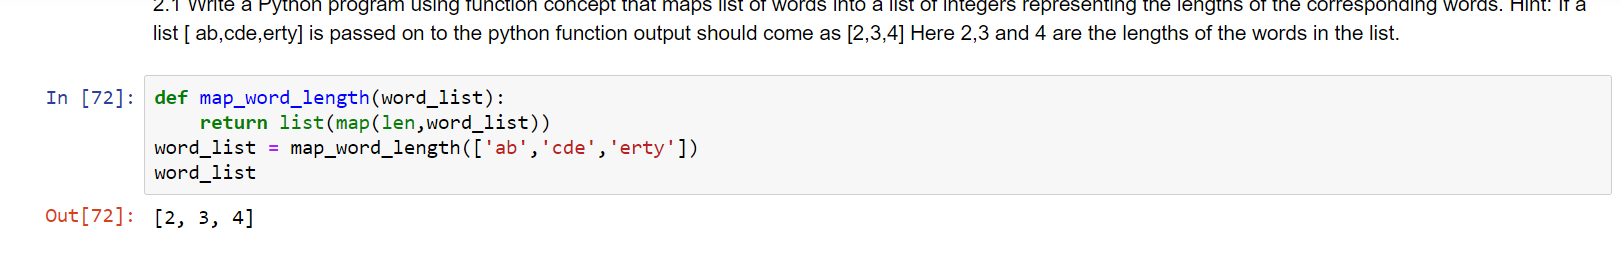 2.1 Write a Python program using function concept that maps list of words into a list of integers representing the lengths of the corresponding words. Hint: If a
list [ ab,cde,erty] is passed on to the python function output should come as [2,3,4] Here 2,3 and 4 are the lengths of the words in the list.
In [72]: def map_word_length(word_list):
    return list(map(len,word_list))
word_list = map_word_length(['ab','cde','erty'])
word_list
Out[72]: [2, 3, 4]